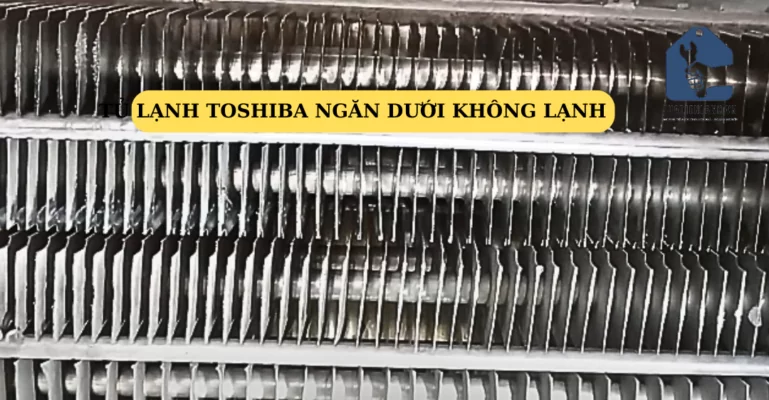 TỦ LẠNH TOSHIBA NGĂN DƯỚI KHÔNG LẠNH